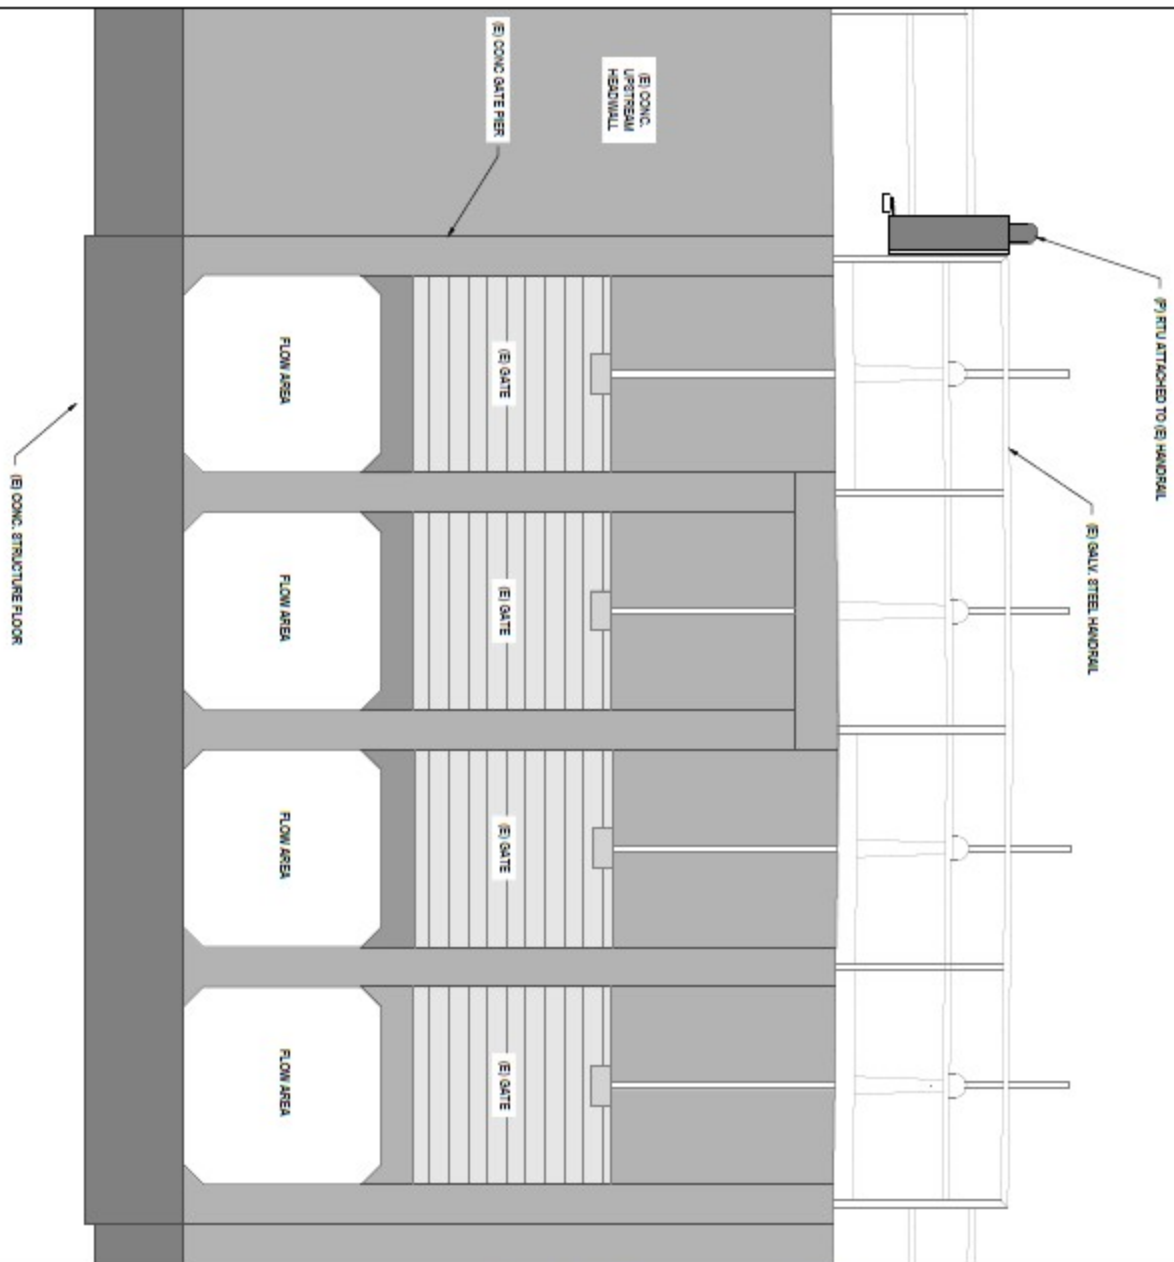 (P) RTU ATTACHED TO (E) HANDRAIL
(E) GALV. STEEL HANDRAIL
(E) CONC.
UPSTREAM
HEADWALL
(E) CONC GATE PIER
(E) GATE
(E) GATE
(E) GATE
(E) GATE
FLOW AREA
FLOW AREA
FLOW AREA
FLOW AREA
(E) CONC. STRUCTURE FLOOR